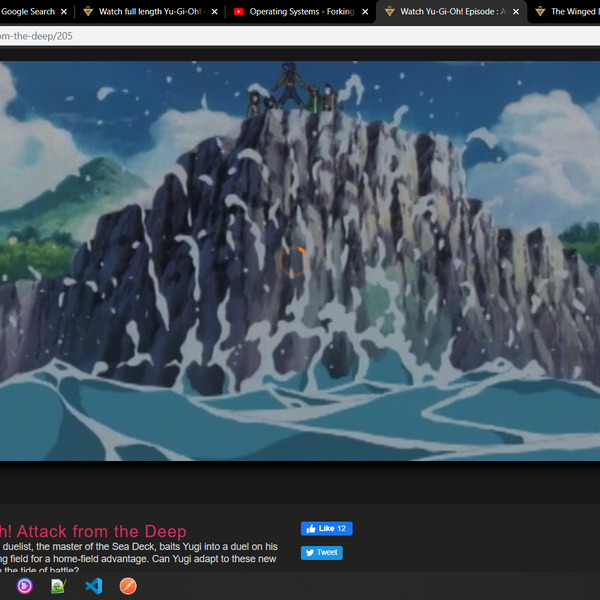 Google Search
Watch full length Yu-Gi-Oh!
Operating Systems - Forking
Watch Yu-Gi-Oh! Episode : A
The Winged
om-the-deep/205
h! Attack from the Deep
duelist, the master of the Sea Deck, baits Yugi into a duel on his
ng field for a home-field advantage. Can Yugi adapt to these new
the tide of battle?
Like 12
Tweet